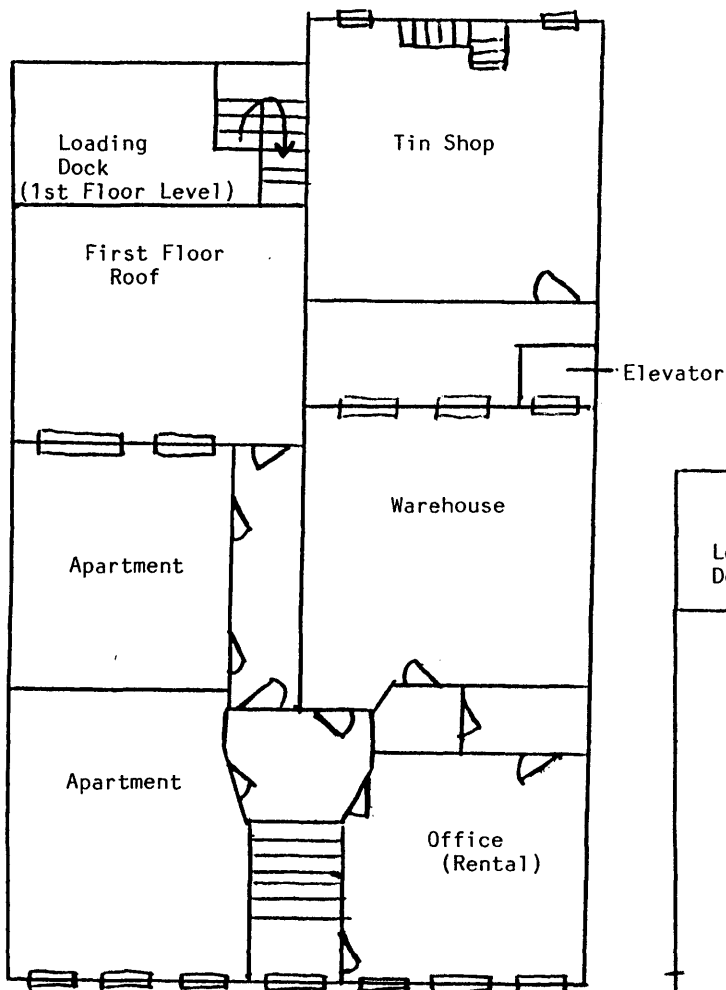 Loading
Dock
(1st Floor Level)
Tin Shop
First Floor
Roof
Elevator
Warehouse
Apartment
Apartment
Office
(Rental)